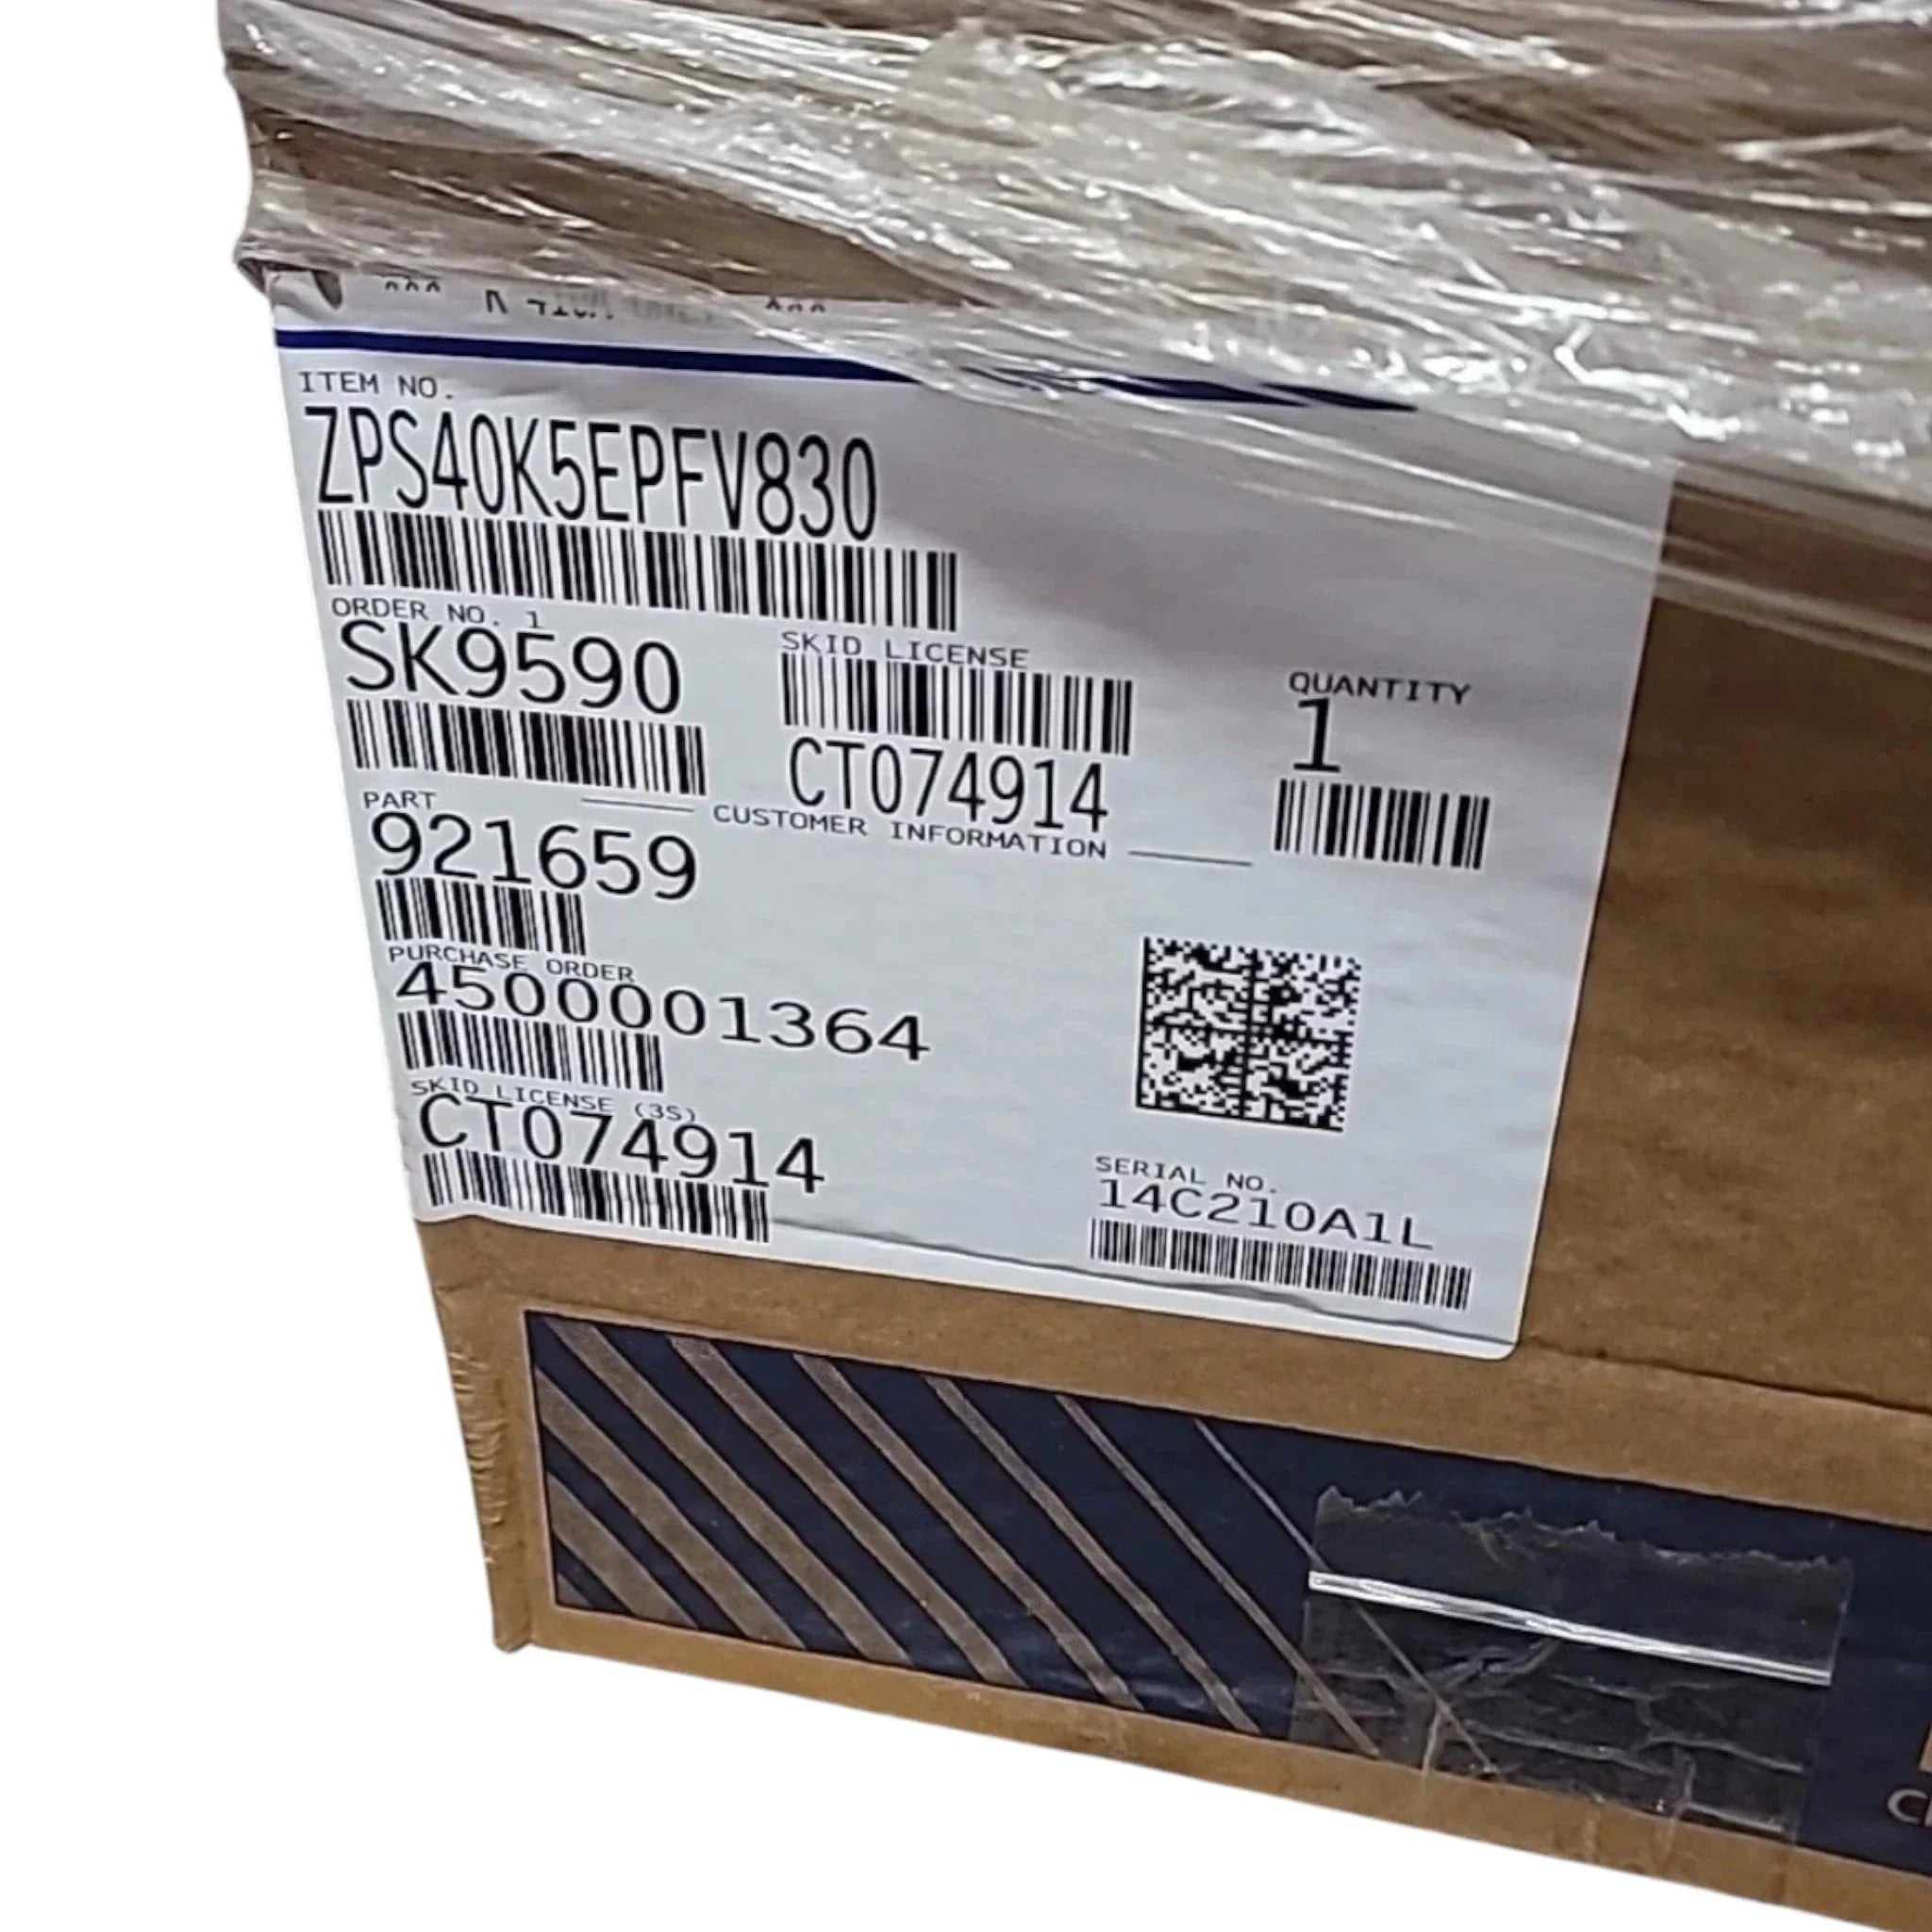 ITEM NO.
ZPS40K5EPFV830
ORDER NO. 1
SK9590
SKID LICENSE
CT074914
QUANTITY
1
CUSTOMER INFORMATION
PART
921659
PURCHASE ORDER
4500001364
SKID LICENSE (3S)
CT074914
SERIAL NO.
14C210A1L